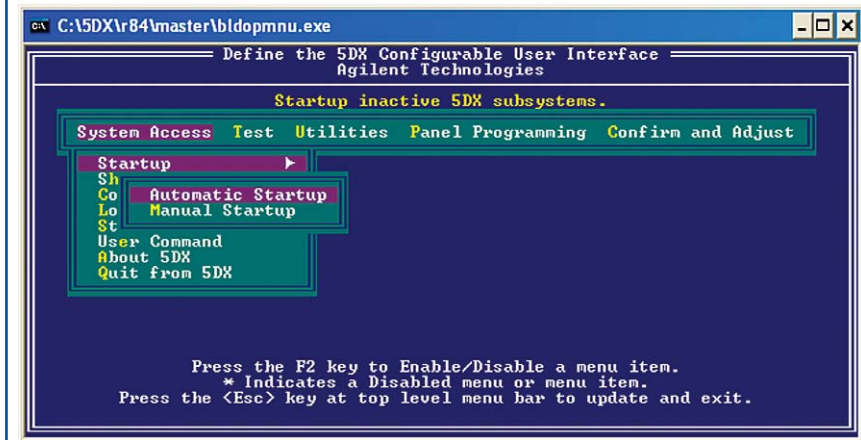 C:\5DX\r84\master\bldopmnu.exe
Define the 5DX Configurable User Interface
Agilent Technologies
Startup inactive 5DX subsystems.
System Access Test Utilities Panel Programming Confirm and Adjust
Startup
Sh
Co Automatic Startup
Lo Manual Startup
St
User Command
About 5DX
Quit from 5DX
Press the F2 key to Enable/Disable a menu item.
* Indicates a Disabled menu or menu item.
Press the <Esc> key at top level menu bar to update and exit.